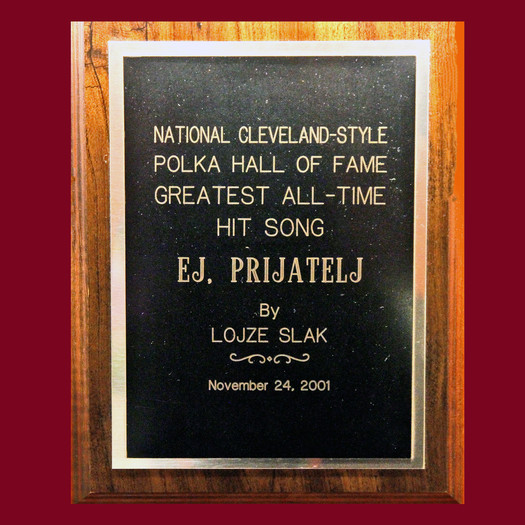 NATIONAL CLEVELAND-STYLE
POLKA HALL OF FAME
GREATEST ALL-TIME
HIT SONG
EJ, PRIJATELJ
By
LOJZE SLAK
November 24, 2001